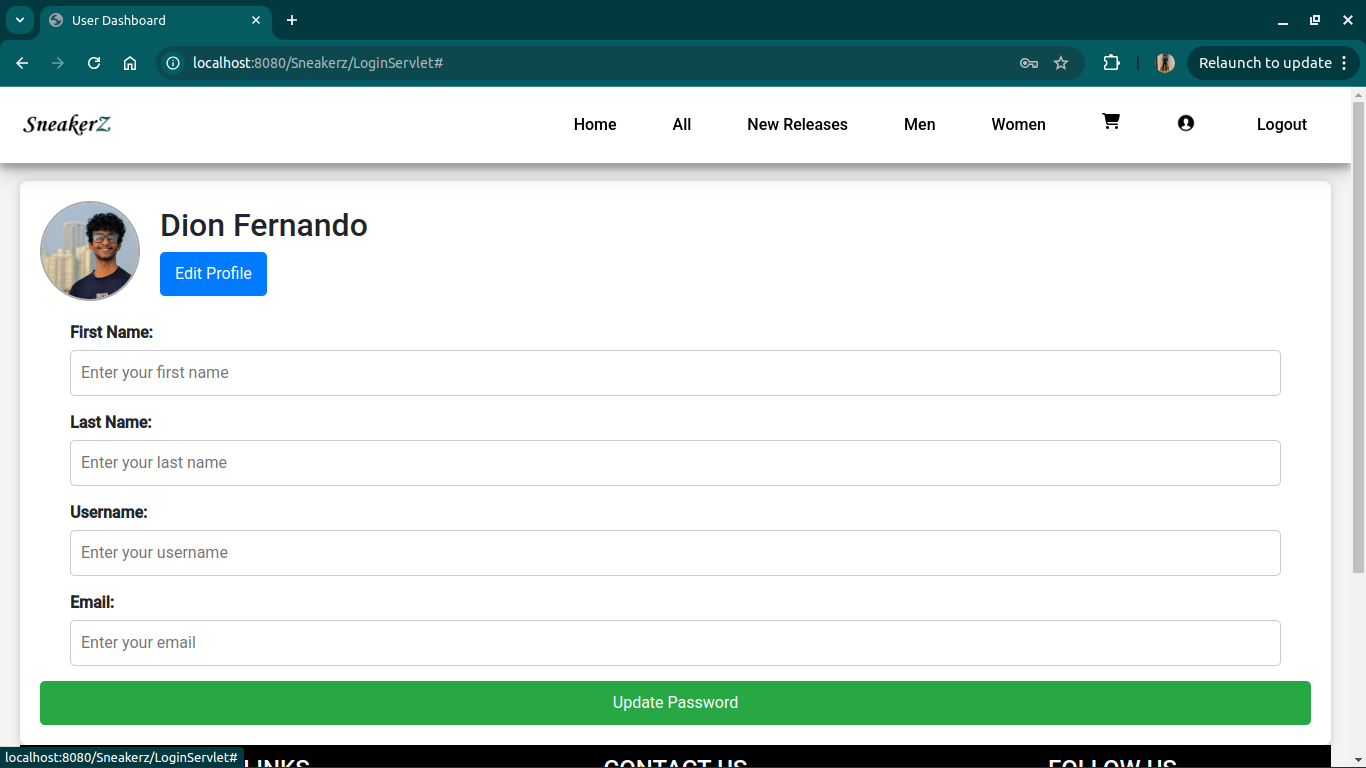 User Dashboard
localhost:8080/Sneakerz/LoginServlet#
Relaunch to update
SneakerZ
Home All New Releases Men Women Logout
Dion Fernando
Edit Profile
First Name:
Enter your first name
Last Name:
Enter your last name
Username:
Enter your username
Email:
Enter your email
Update Password
LINKS CONTACT US FOLLOW US
localhost:8080/Sneakerz/LoginServlet#